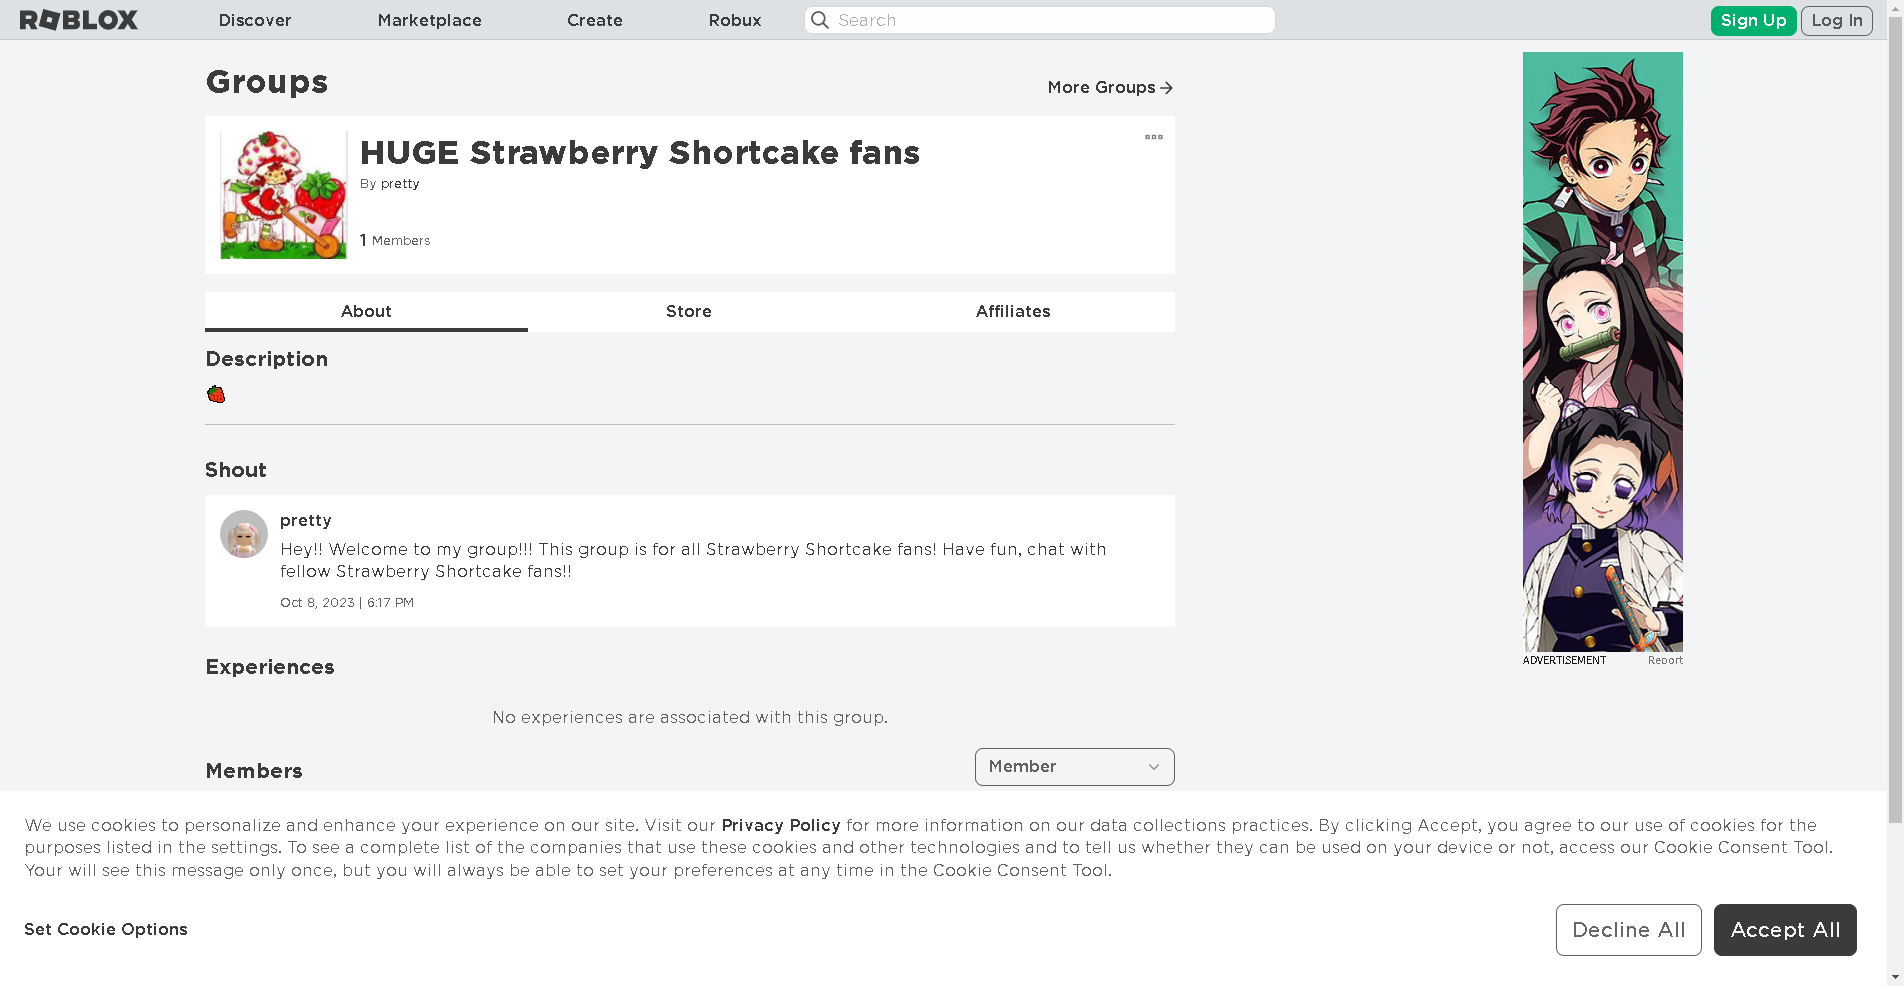 ROBLOX Discover Marketplace Create Robux Search Sign Up Log In
Groups
More Groups
HUGE Strawberry Shortcake fans
By pretty
1 Members
About Store Affiliates
Description
Shout
pretty
Hey!! Welcome to my group!!! This group is for all Strawberry Shortcake fans! Have fun, chat with
fellow Strawberry Shortcake fans!!
Oct 8, 2023 | 6:17 PM
ADVERTISEMENT Report
Experiences
No experiences are associated with this group.
Members
Member
We use cookies to personalize and enhance your experience on our site. Visit our Privacy Policy for more information on our data collections practices. By clicking Accept, you agree to our use of cookies for the
purposes listed in the settings. To see a complete list of the companies that use these cookies and other technologies and to tell us whether they can be used on your device or not, access our Cookie Consent Tool.
Your will see this message only once, but you will always be able to set your preferences at any time in the Cookie Consent Tool.
Set Cookie Options
Decline All
Accept All